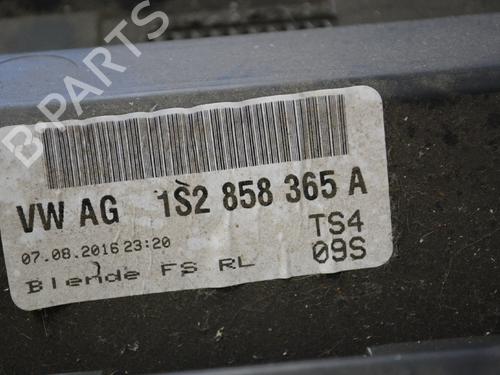 B-PARTS
VW AG 1S2 858 365 A
07.08.2016 23:20 TS4
Blende FS RL 09S